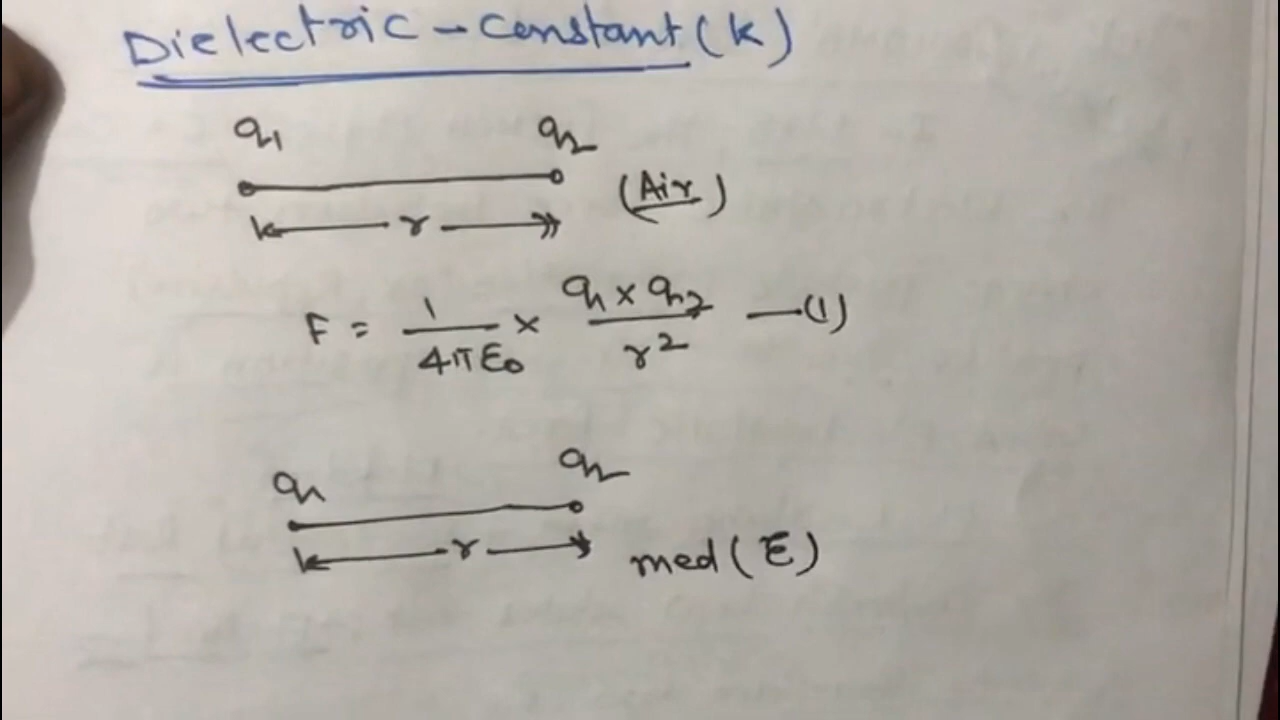 Dielectric - Constant (K)
q₁ q₂
(Air)
r
F = 1/4πε₀ × q₁ × q₂/r² —(1)
q₁ q₂
r
med (ε)